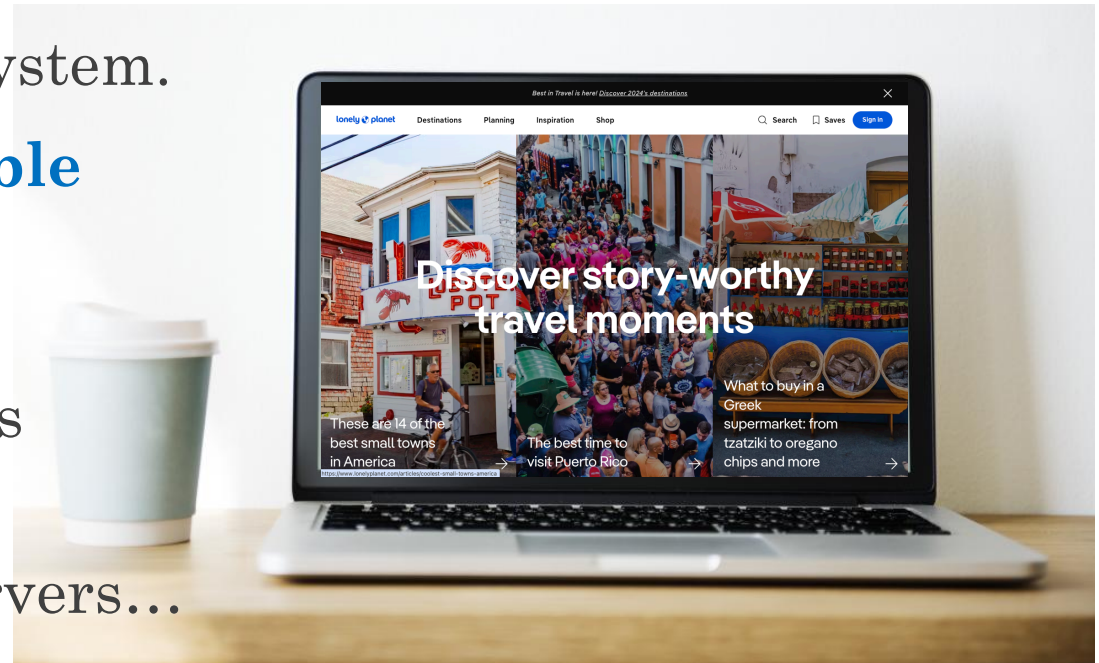 ystem.
ble
s
rvers...
Best in Travel is here! Discover 2024's destinations
lonely planet Destinations Planning Inspiration Shop Search Saves Sign in
POT
Discover story-worthy
travel moments
These are 14 of the
best small towns
in America
The best time to
visit Puerto Rico
What to buy in a
Greek
supermarket: from
tzatziki to oregano
chips and more
https://www.lonelyplanet.com/articles/coolest-small-towns-america